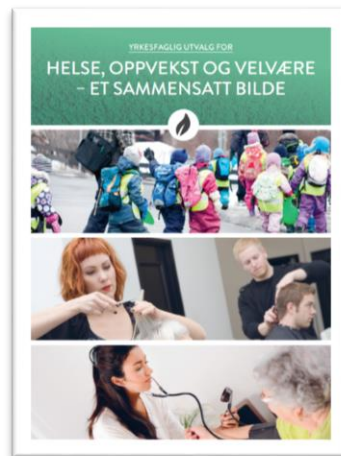 YRKESFAGLIG UTVALG FOR
HELSE, OPPVEKST OG VELVÆRE
– ET SAMMENSATT BILDE